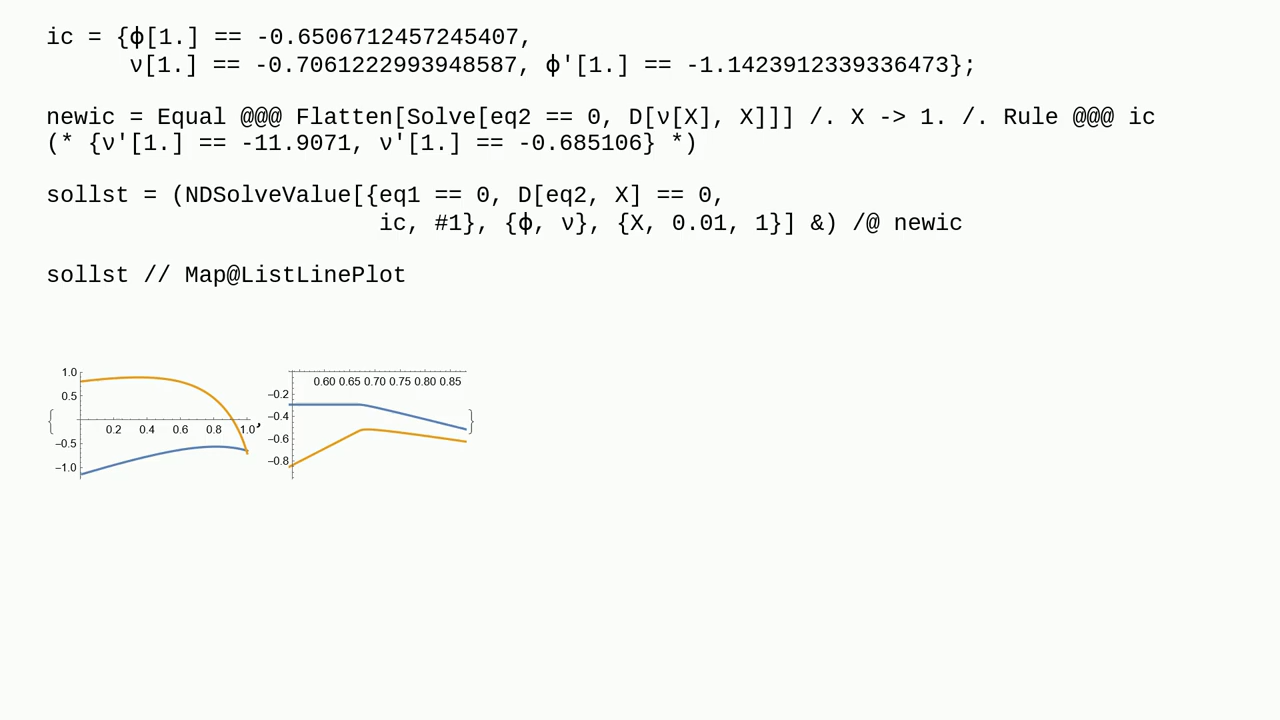 ic = {ϕ[1.] == -0.6506712457245407,
ν[1.] == -0.7061222993948587, ϕ'[1.] == -1.1423912339336473};
newic = Equal @@@ Flatten[Solve[eq2 == 0, D[ν[X], X]]] /. X -> 1. /. Rule @@@ ic
(* {ν'[1.] == -11.9071, ν'[1.] == -0.685106} *)
sollst = (NDSolveValue[{eq1 == 0, D[eq2, X] == 0,
ic, #1}, {ϕ, ν}, {X, 0.01, 1}] &) /@ newic
sollst // Map@ListLinePlot
{
1.0
0.5
0.2 0.4 0.6 0.8 1.0
−0.5
−1.0
,
0.60 0.65 0.70 0.75 0.80 0.85
−0.2
−0.4
−0.6
−0.8
}